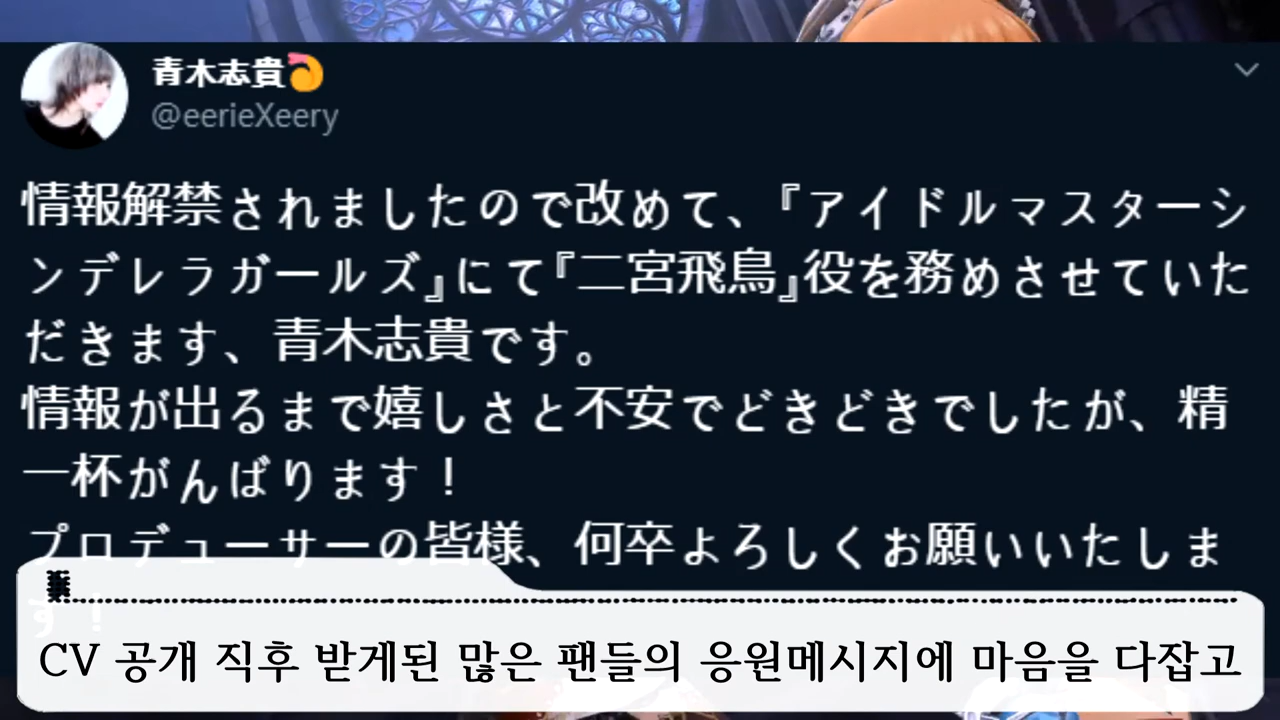 青木志貴
@eerieXeery
情報解禁されましたので改めて、『アイドルマスターシ
ンデレラガールズ』にて『二宮飛鳥』役を務めさせていた
だきます、青木志貴です。
情報が出るまで嬉しさと不安でどきどきでしたが、精
一杯がんばります！
プロデューサーの皆様、何卒よろしくお願いいたしま
す！
CV 공개 직후 받게된 많은 팬들의 응원메시지에 마음을 다잡고